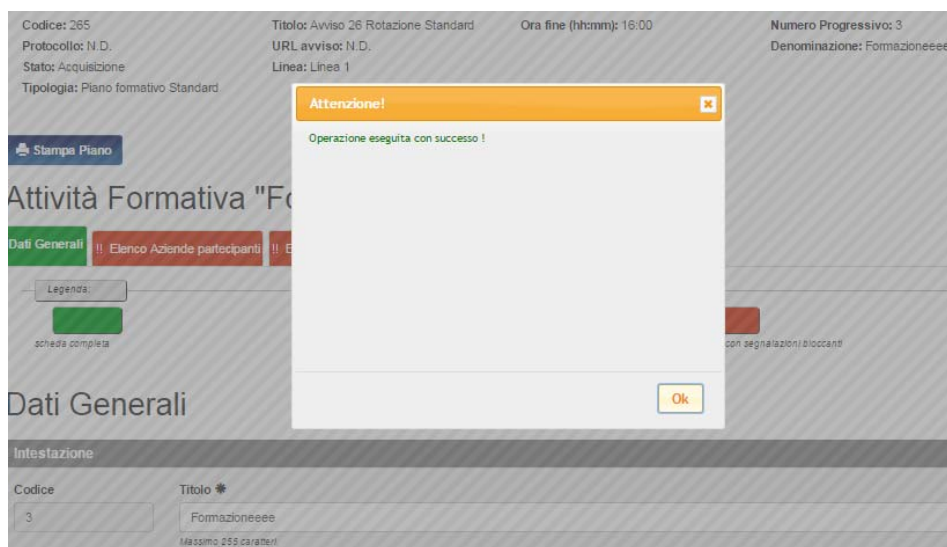 Codice: 265 Titolo: Avviso 26 Rotazione Standard Ora fine (hh:mm): 16:00 Numero Progressivo: 3
Protocollo: N.D. URL avviso: N.D. Denominazione: Formazioneeee
Stato: Acquisizione Linea: Linea 1
Tipologia: Piano formativo Standard
Attenzione!
Operazione eseguita con successo !
Stampa Piano
Attività Formativa "Fo
Dati Generali !! Elenco Aziende partecipanti !! E
Legenda:
scheda completa con segnalazioni bloccanti
Ok
Dati Generali
Intestazione
Codice Titolo ✱
3 Formazioneeee
Massimo 255 caratteri